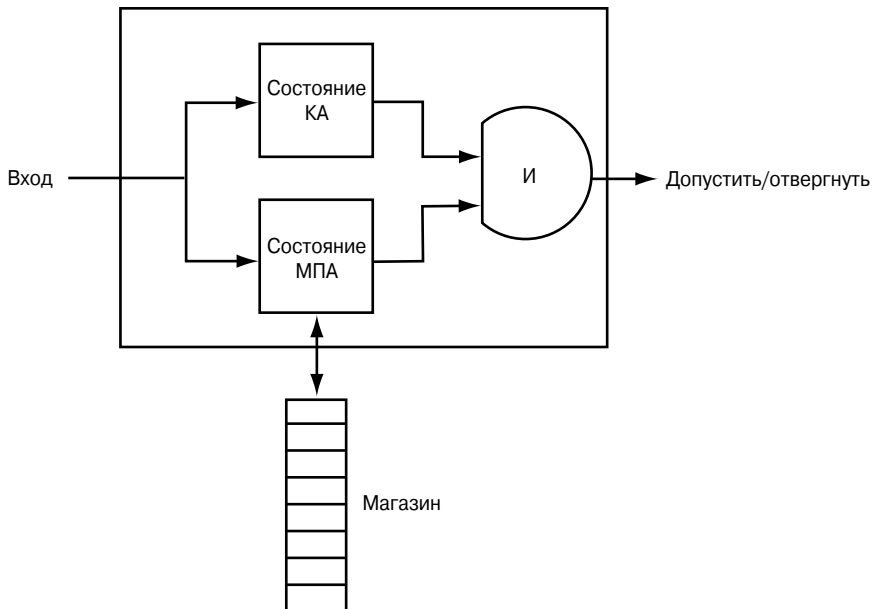 Состояние
КА
Вход
И
Допустить/отвергнуть
Состояние
МПА
Магазин